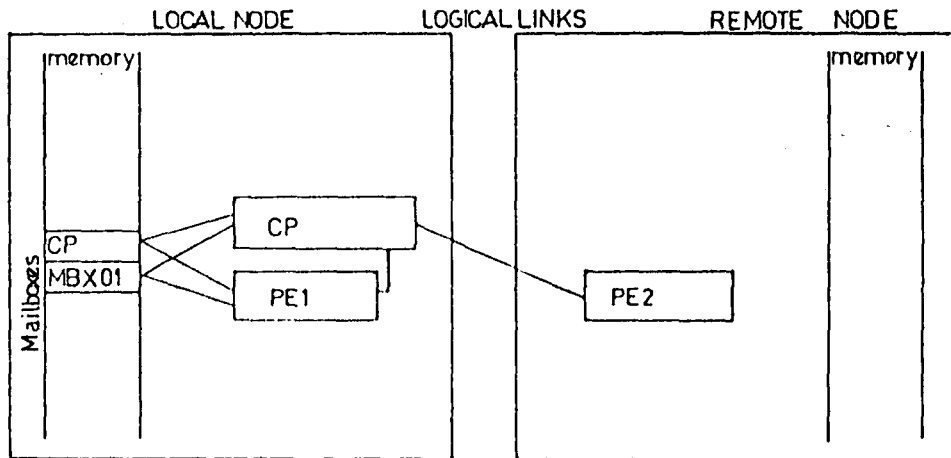 LOCAL NODE
LOGICAL LINKS
REMOTE NODE
memory
memory
CP
CP
MBX01
PE1
PE2
Mailboxes